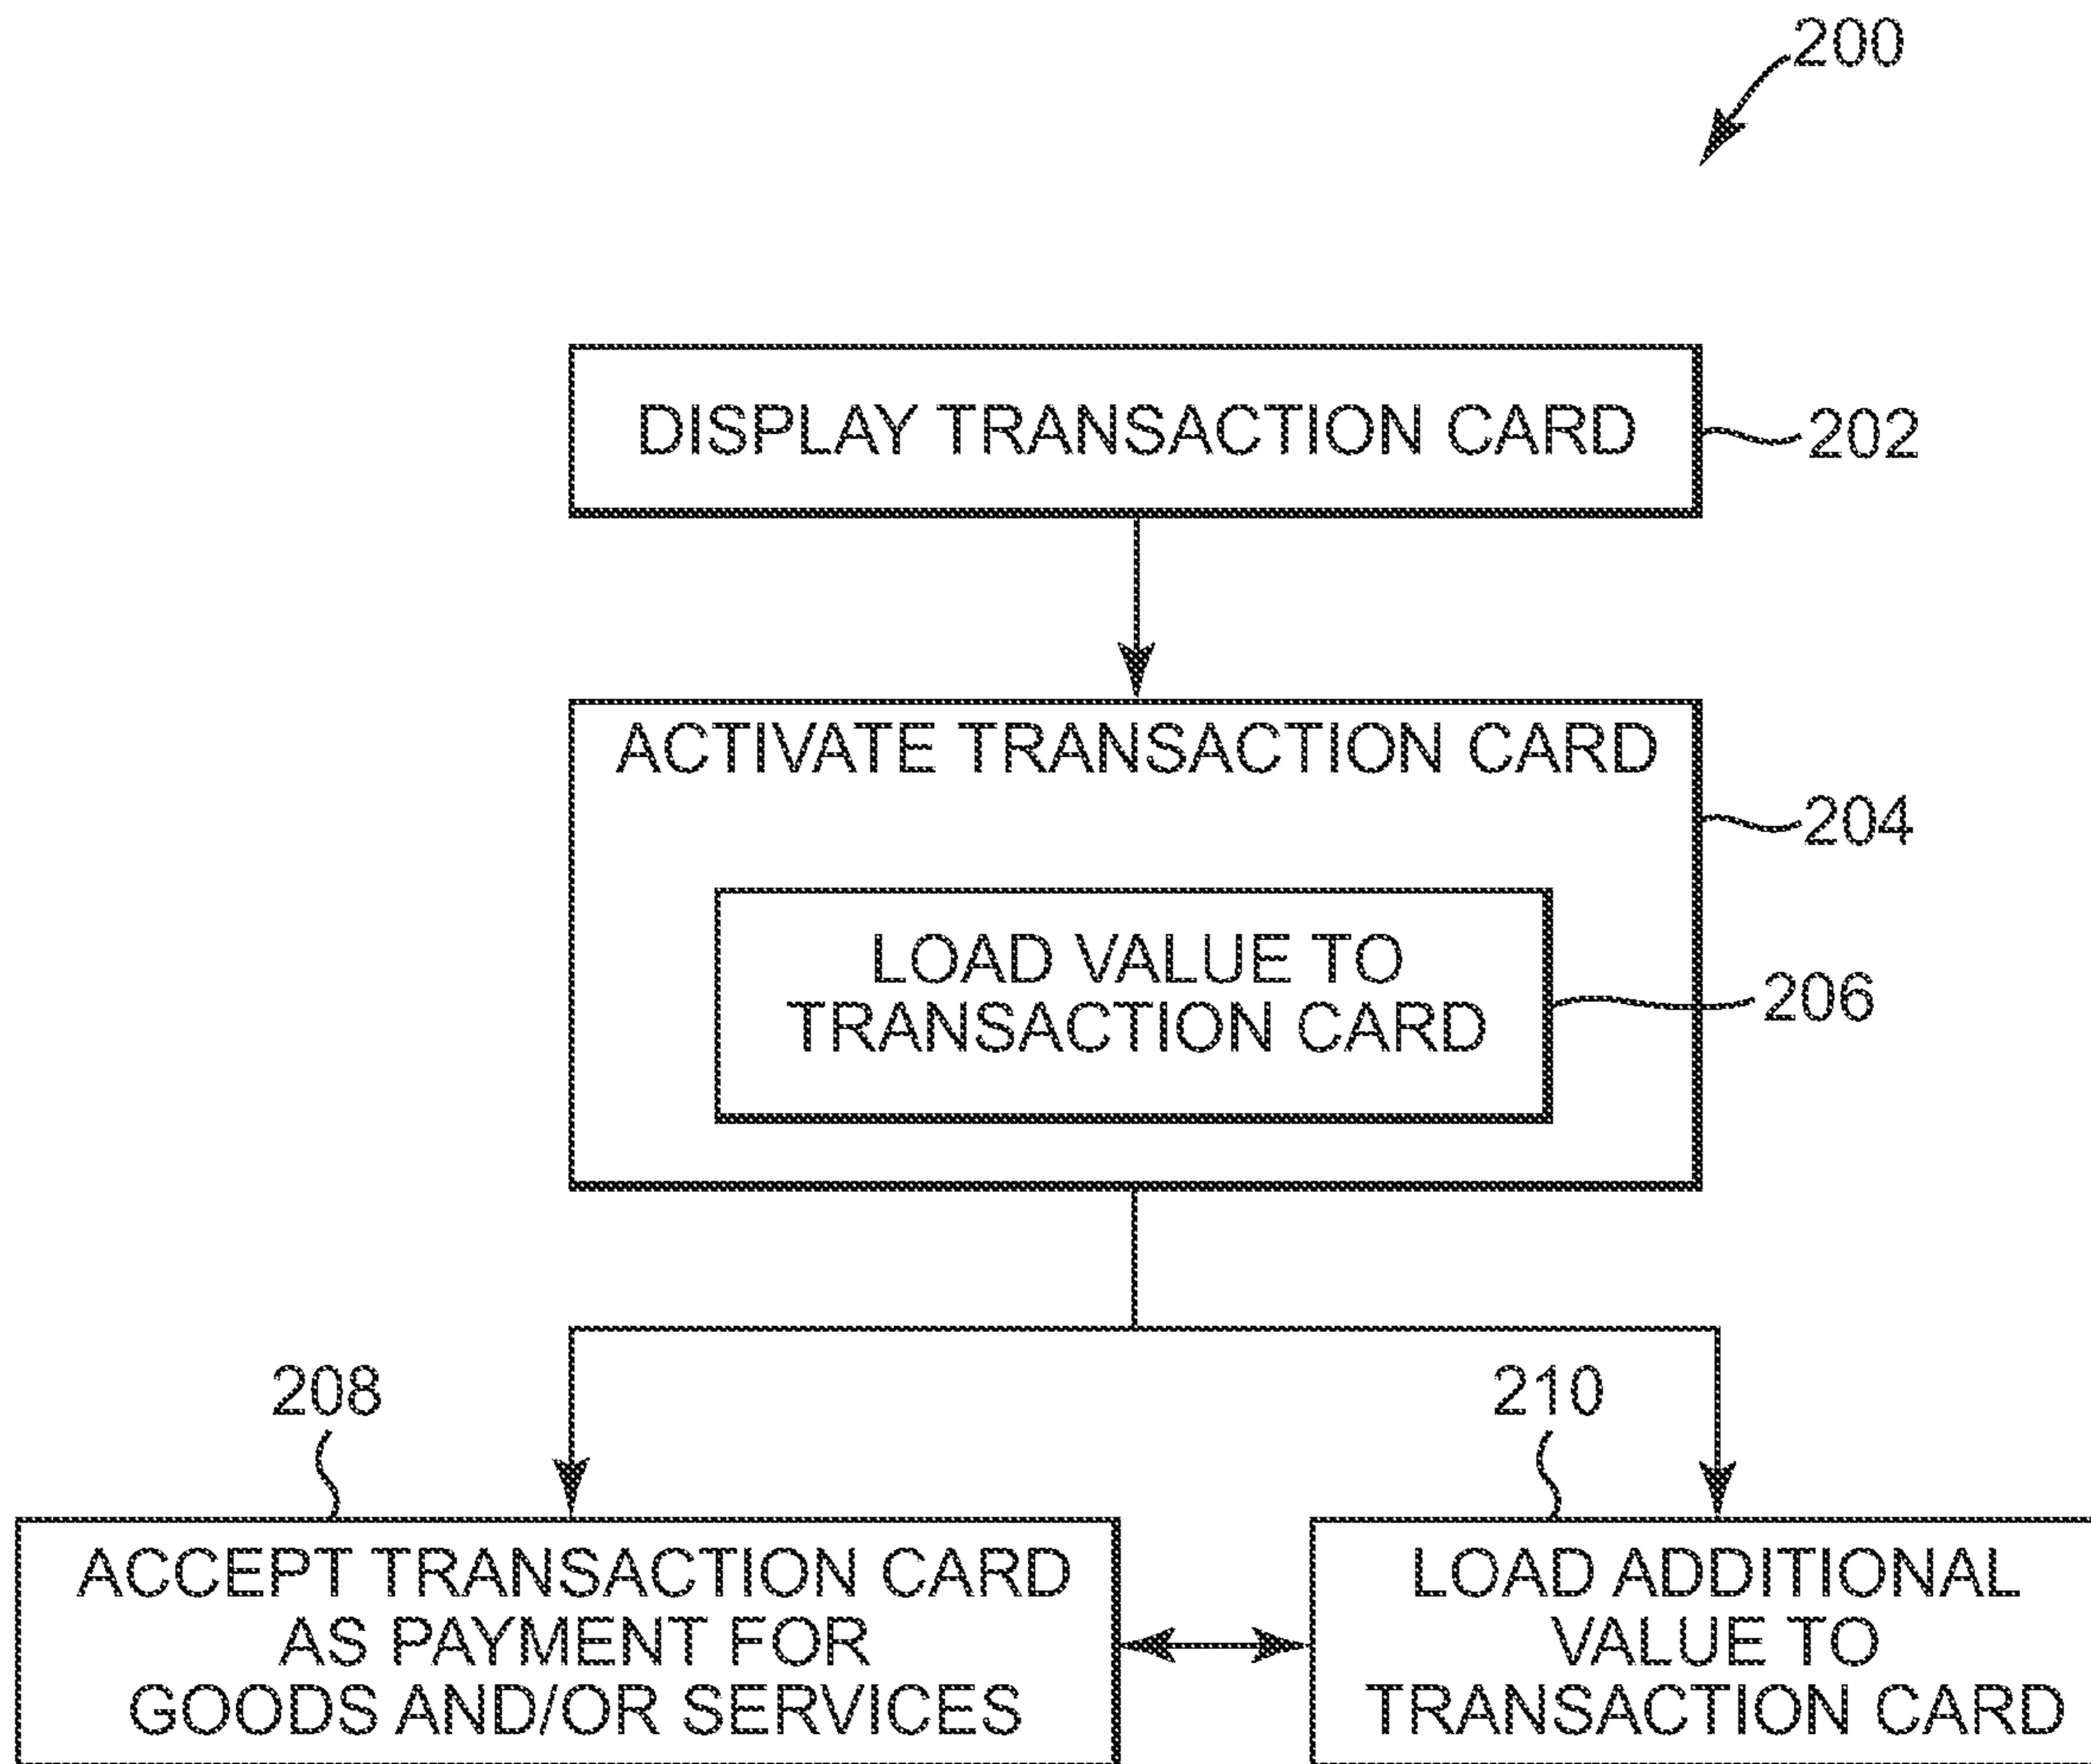 200
DISPLAY TRANSACTION CARD
202
ACTIVATE TRANSACTION CARD
204
LOAD VALUE TO
TRANSACTION CARD
206
208
210
ACCEPT TRANSACTION CARD
AS PAYMENT FOR
GOODS AND/OR SERVICES
LOAD ADDITIONAL
VALUE TO
TRANSACTION CARD